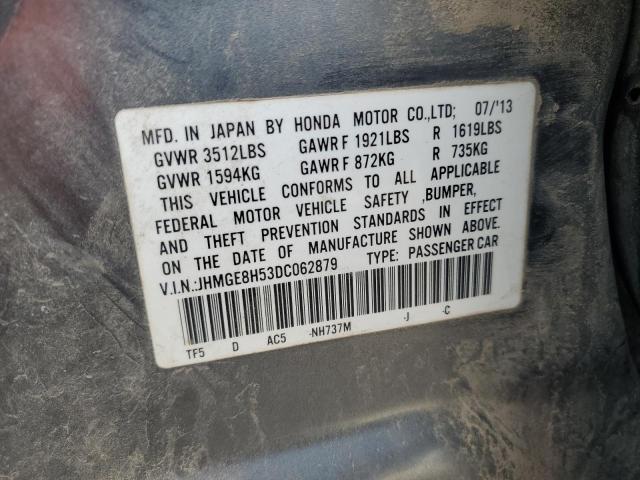 MFD. IN JAPAN BY HONDA MOTOR CO.,LTD; 07/'13
GVWR 3512LBS GAWR F 1921LBS R 1619LBS
GVWR 1594KG GAWR F 872KG R 735KG
THIS VEHICLE CONFORMS TO ALL APPLICABLE
FEDERAL MOTOR VEHICLE SAFETY ,BUMPER,
AND THEFT PREVENTION STANDARDS IN EFFECT
ON THE DATE OF MANUFACTURE SHOWN ABOVE.
V.I.N.:JHMGE8H53DC062879 TYPE: PASSENGER CAR
TF5 D AC5 -NH737M -J -C